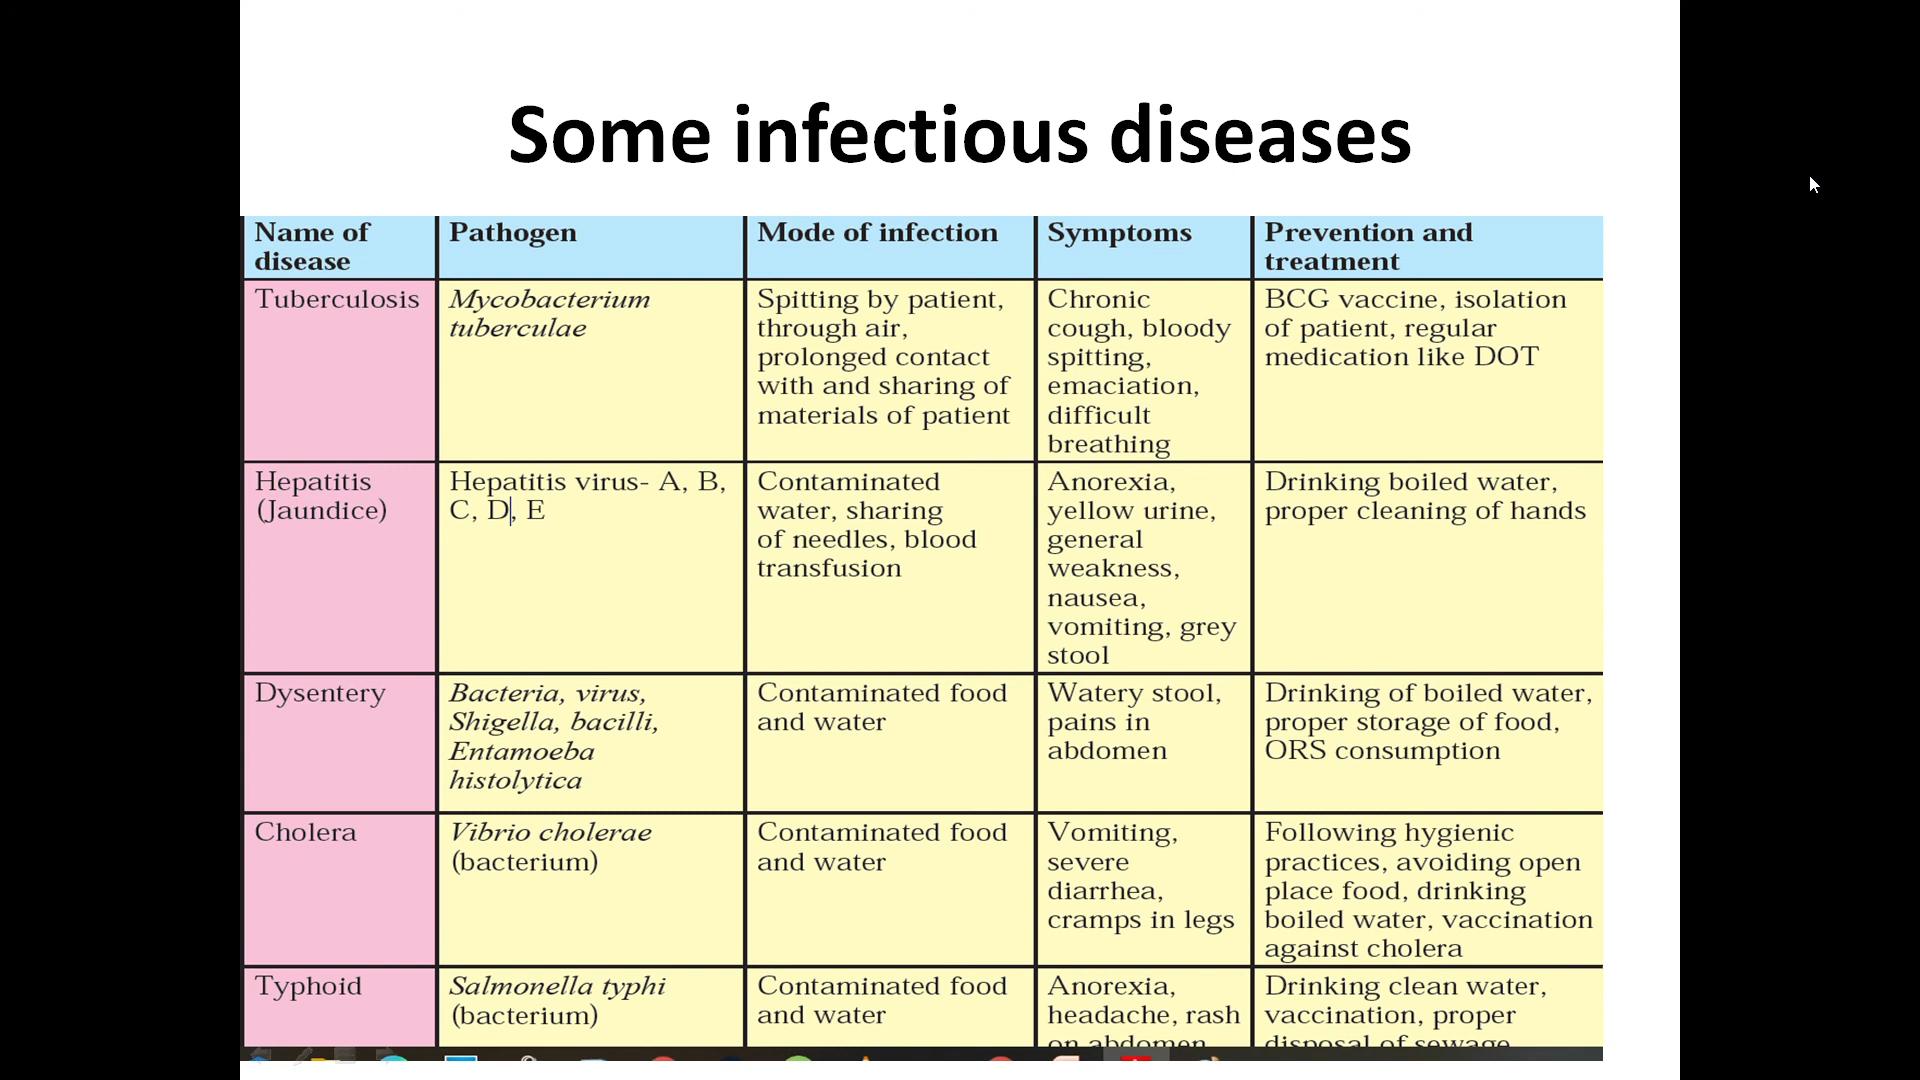 Some infectious diseases
Name of
disease
Pathogen
Mode of infection
Symptoms
Prevention and
treatment
Tuberculosis
Mycobacterium
tuberculae
Spitting by patient,
through air,
prolonged contact
with and sharing of
materials of patient
Chronic
cough, bloody
spitting,
emaciation,
difficult
breathing
BCG vaccine, isolation
of patient, regular
medication like DOT
Hepatitis
(Jaundice)
Hepatitis virus- A, B,
C, D, E
Contaminated
water, sharing
of needles, blood
transfusion
Anorexia,
yellow urine,
general
weakness,
nausea,
vomiting, grey
stool
Drinking boiled water,
proper cleaning of hands
Dysentery
Bacteria, virus,
Shigella, bacilli,
Entamoeba
histolytica
Contaminated food
and water
Watery stool,
pains in
abdomen
Drinking of boiled water,
proper storage of food,
ORS consumption
Cholera
Vibrio cholerae
(bacterium)
Contaminated food
and water
Vomiting,
severe
diarrhea,
cramps in legs
Following hygienic
practices, avoiding open
place food, drinking
boiled water, vaccination
against cholera
Typhoid
Salmonella typhi
(bacterium)
Contaminated food
and water
Anorexia,
headache, rash
on abdomen
Drinking clean water,
vaccination, proper
disposal of sewage